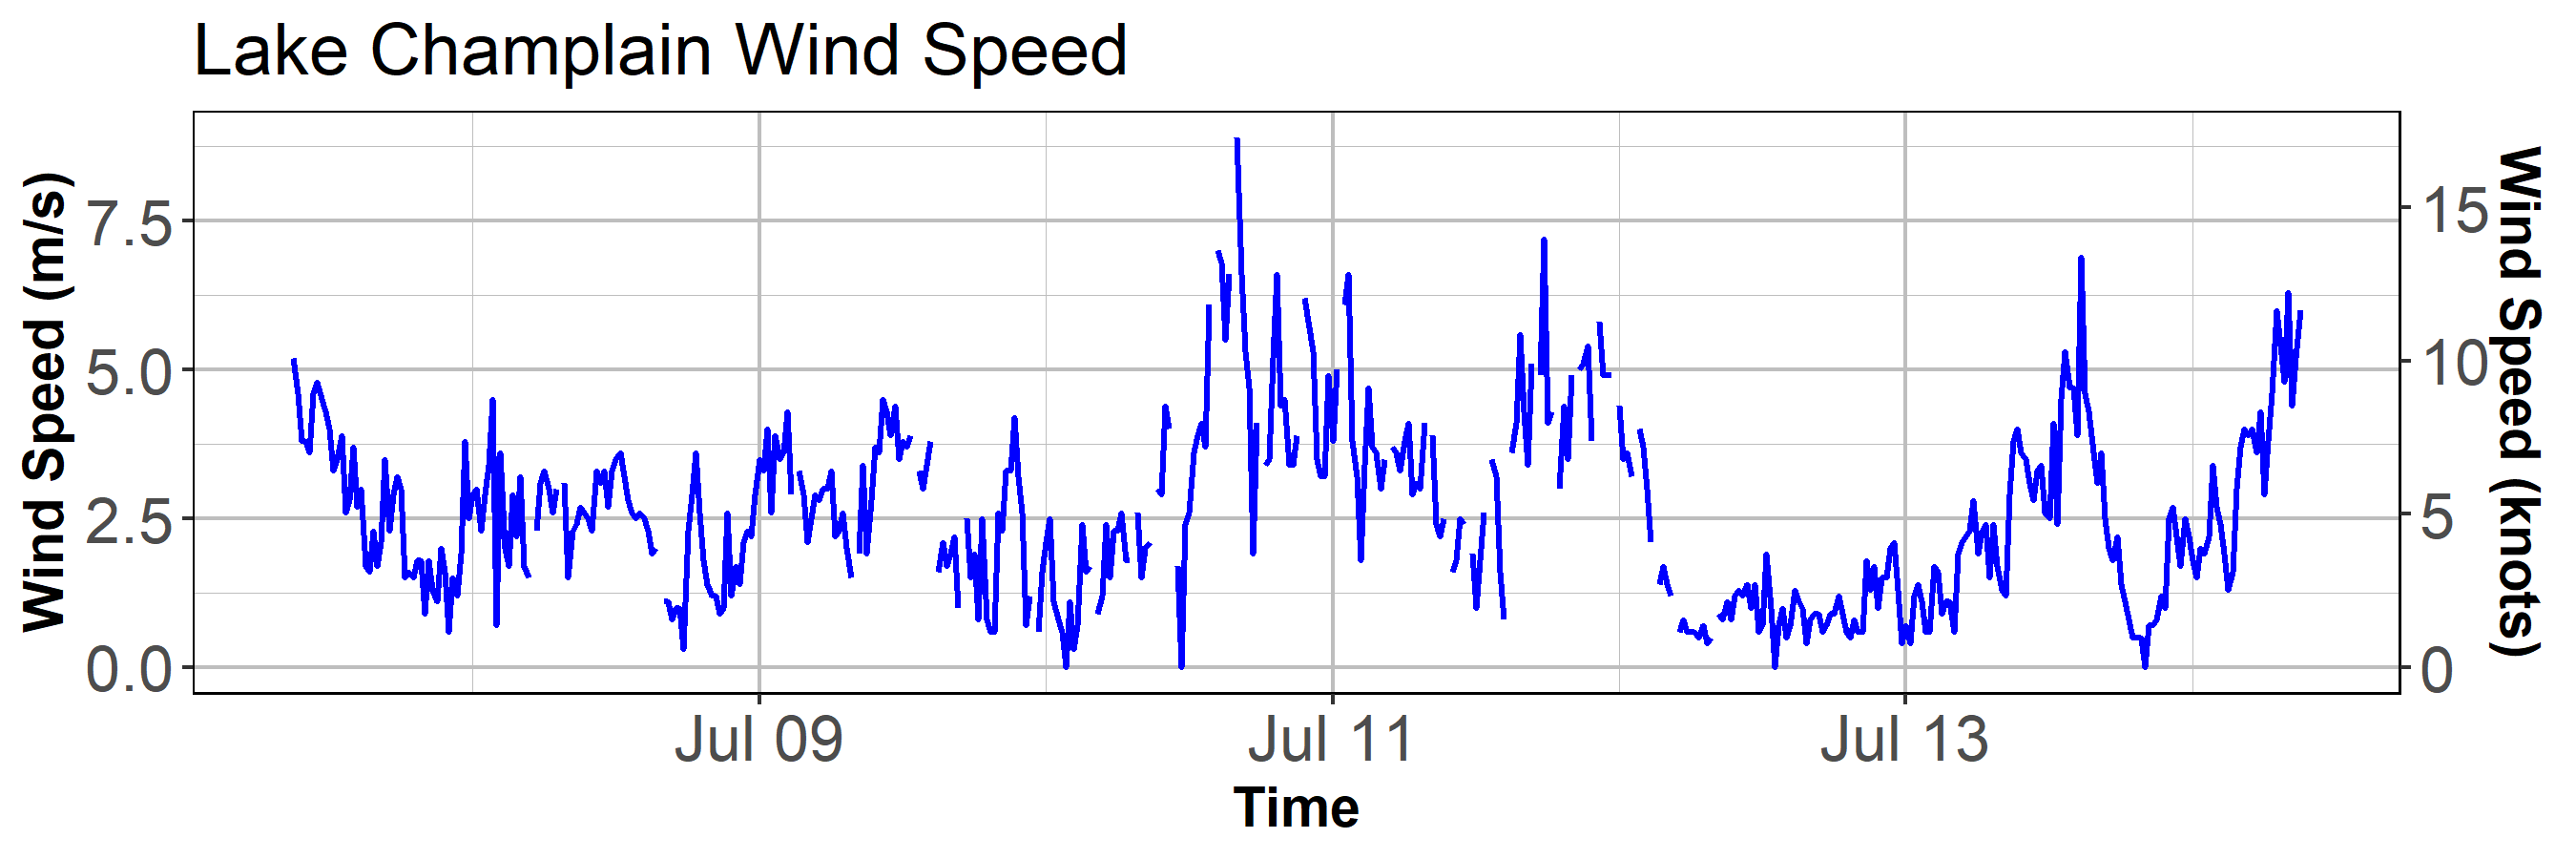 Lake Champlain Wind Speed
Wind Speed (m/s)
7.5
5.0
2.5
0.0
15
10
5
0
Wind Speed (knots)
Jul 09
Jul 11
Jul 13
Time